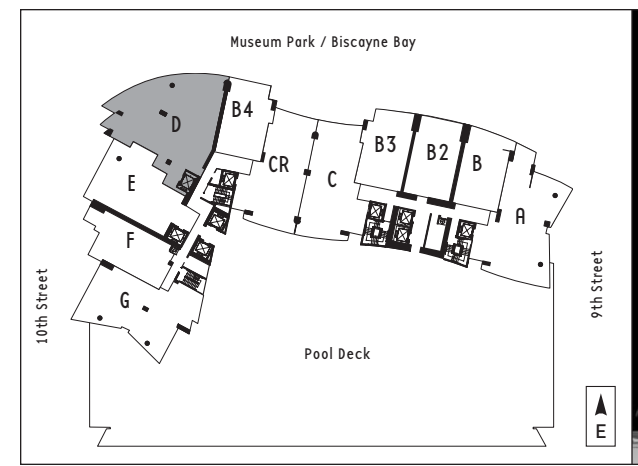 Museum Park / Biscayne Bay
B4
D
B3
B2
B
CR
C
E
A
F
G
10th Street
9th Street
Pool Deck
E